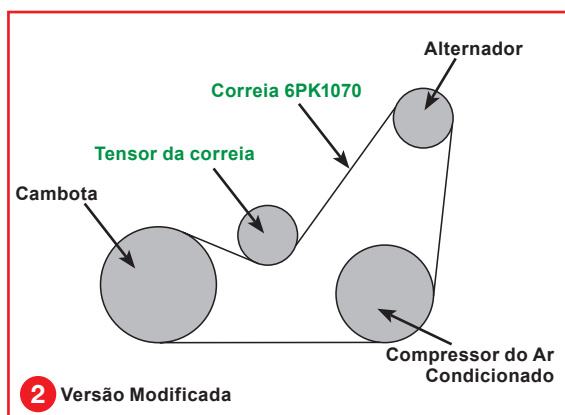 Alternador
Correia 6PK1070
Tensor da correia
Cambota
Compressor do Ar
Condicionado
2 Versão Modificada